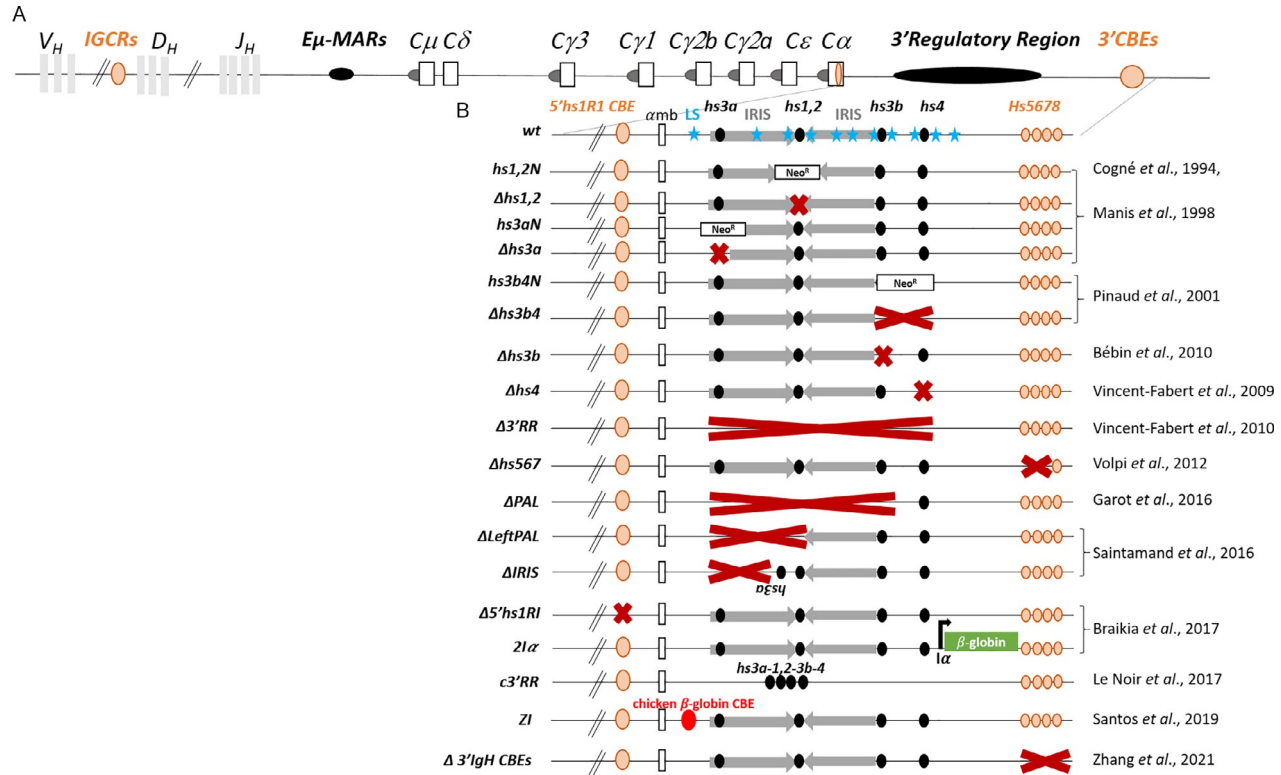 A
V_H IGCRs D_H J_H Eµ-MARs Cµ Cδ Cγ3 Cγ1 Cγ2b Cγ2a Cε Cα 3'Regulatory Region 3'CBEs
B
5'hs1R1 CBE αmb LS hs3a IRIS hs1,2 IRIS hs3b hs4 Hs5678
wt
hs1,2N Neo^R Cogné et al., 1994,
Δhs1,2 Manis et al., 1998
hs3aN Neo^R
Δhs3a
hs3b4N Neo^R
Pinaud et al., 2001
Δhs3b4
Δhs3b Bébin et al., 2010
Δhs4 Vincent-Fabert et al., 2009
Δ3'RR Vincent-Fabert et al., 2010
Δhs567 Volpi et al., 2012
ΔPAL Garot et al., 2016
ΔLeftPAL
Saintamand et al., 2016
ΔIRIS hs3a
Δ5'hs1RI
Braikia et al., 2017
2Iα Iα β-globin
hs3a-1,2-3b-4
c3'RR Le Noir et al., 2017
chicken β-globin CBE
ZI Santos et al., 2019
Δ 3'IgH CBEs Zhang et al., 2021